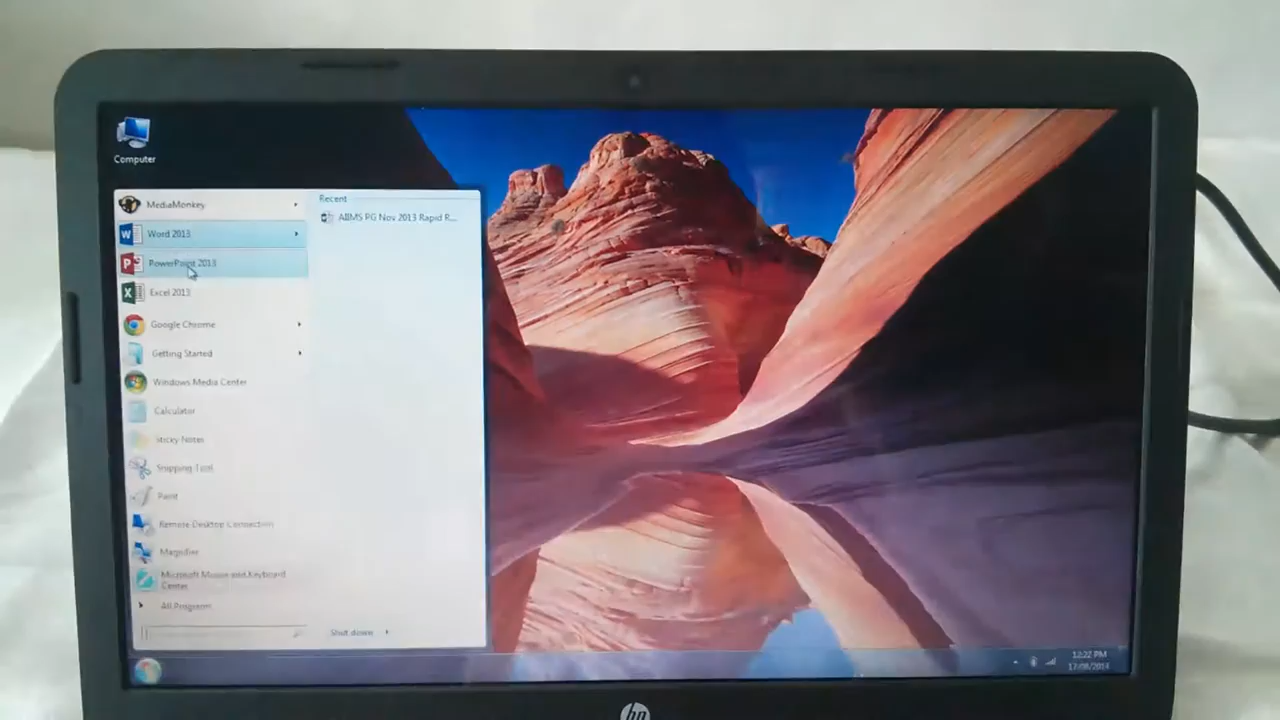 Computer
MediaMonkey
Word 2013
PowerPoint 2013
Excel 2013
Google Chrome
Getting Started
Windows Media Center
Calculator
Sticky Notes
Snipping Tool
Paint
Remote Desktop Connection
Magnifier
Microsoft Mouse and Keyboard
Center
All Programs
Recent
AIIMS PG Nov 2013 Rapid R...
Shut down
12:22 PM
hp